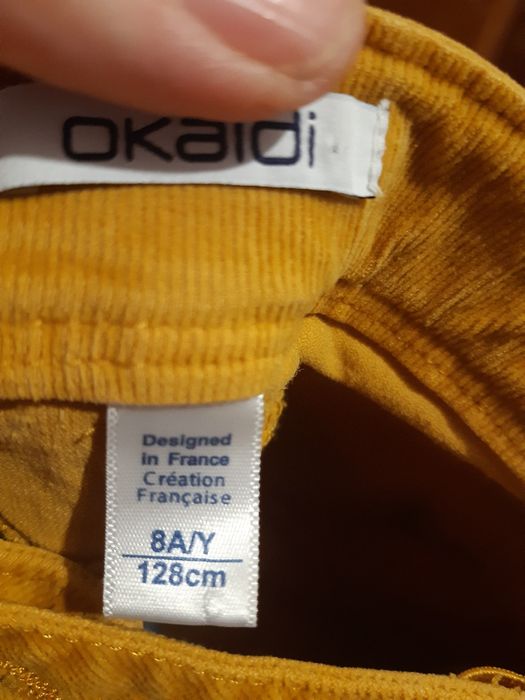 okaidi
Designed
in France
Création
Française
8A/Y
128cm